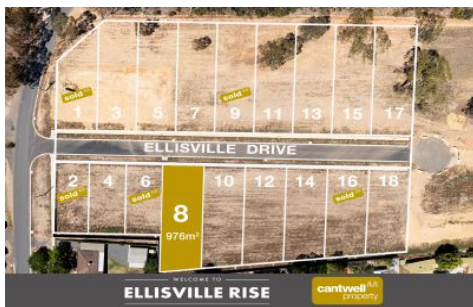 sold
1 3 5 7 9 11 13 15 17
sold
ELLISVILLE DRIVE
2 4 6 8 10 12 14 16 18
sold
sold
sold
976m²
WELCOME TO
ELLISVILLE RISE
cantwell AA
property